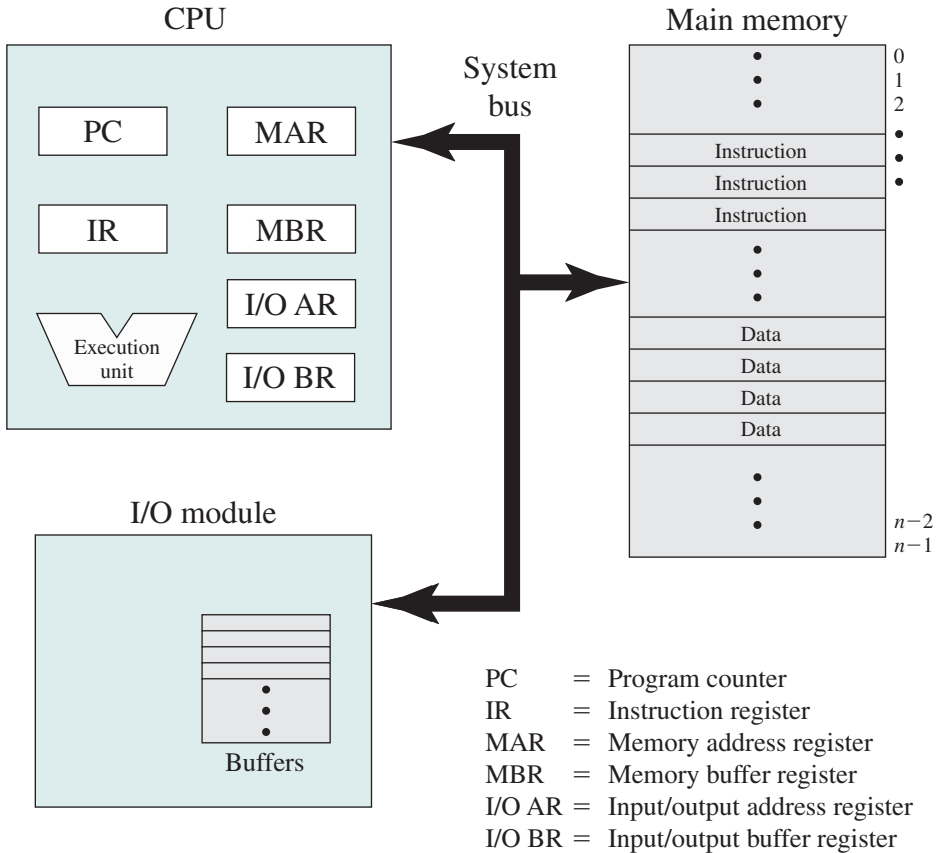 CPU
Main memory
System
bus
PC
MAR
IR
MBR
I/O AR
I/O BR
Execution
unit
0
1
2
Instruction
Instruction
Instruction
Data
Data
Data
Data
n−2
n−1
I/O module
Buffers
PC = Program counter
IR = Instruction register
MAR = Memory address register
MBR = Memory buffer register
I/O AR = Input/output address register
I/O BR = Input/output buffer register